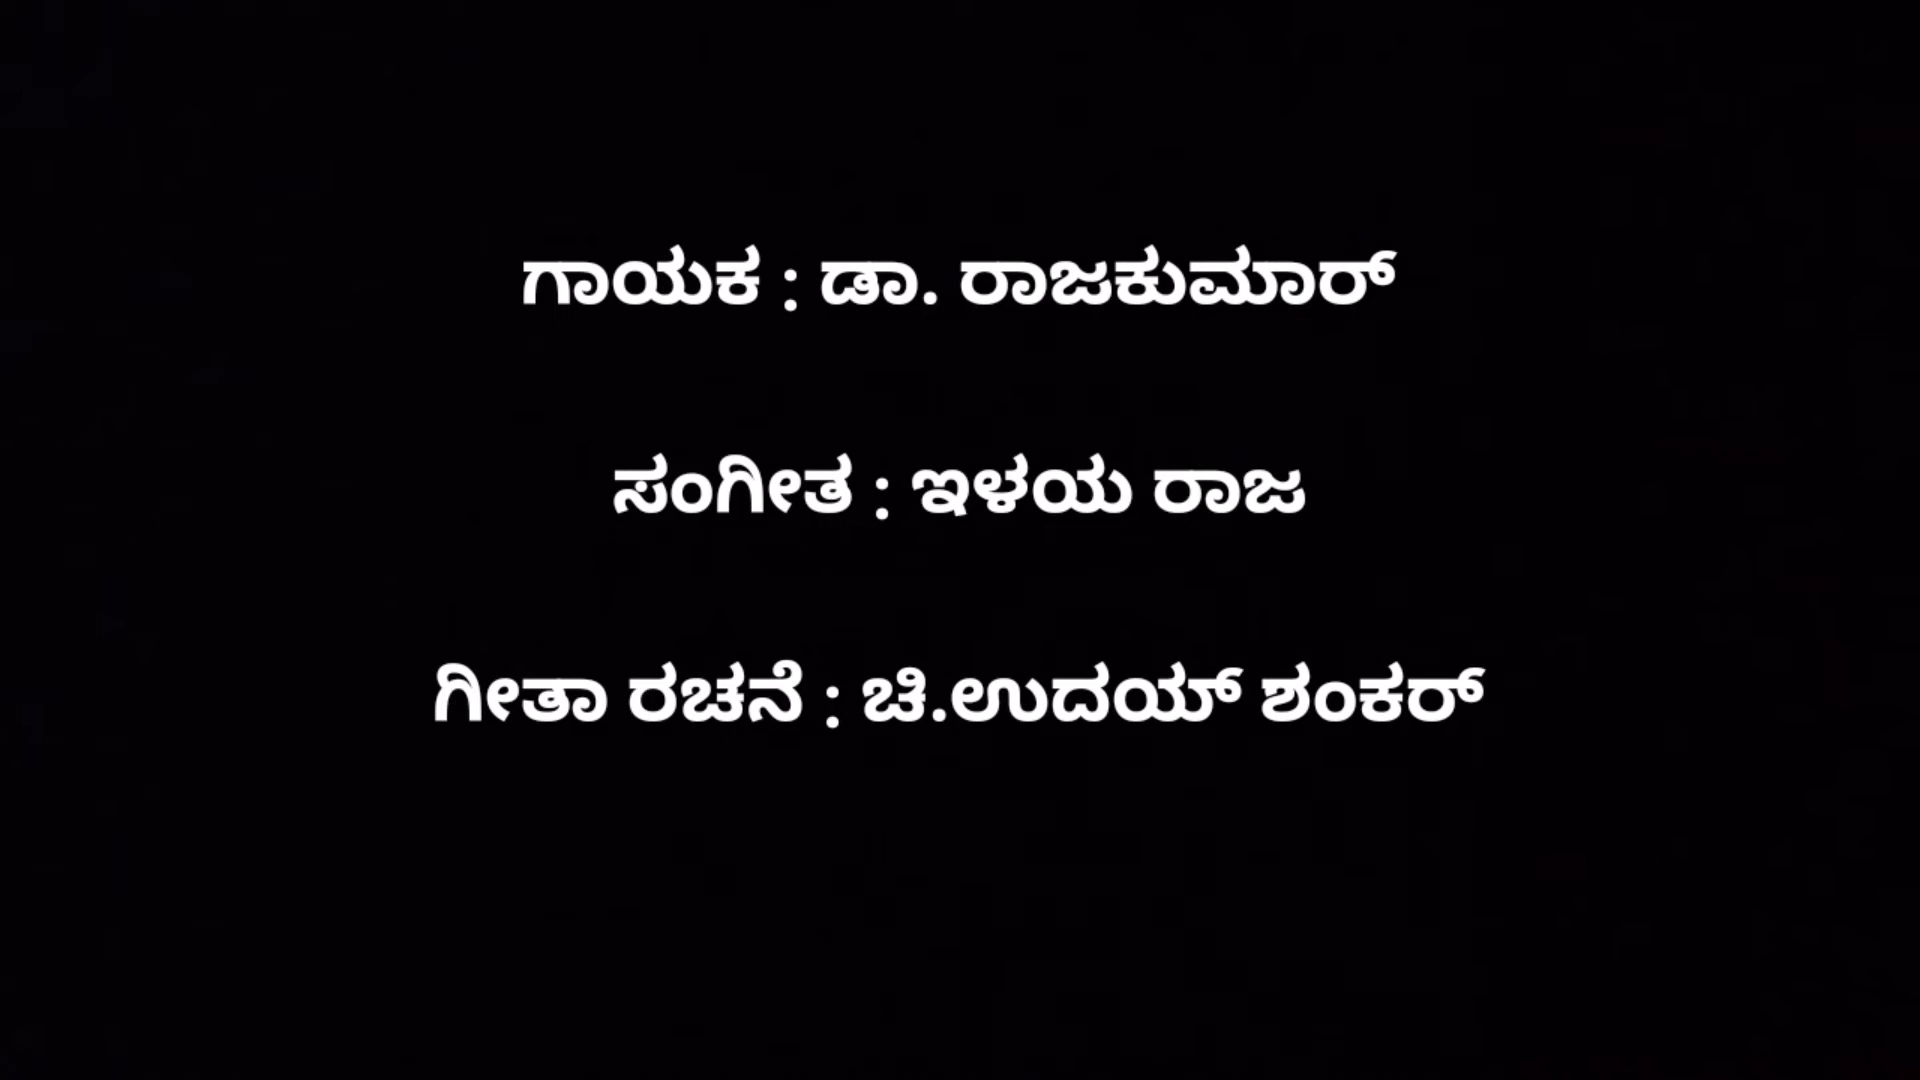 ಗಾಯಕ : ಡಾ. ರಾಜಕುಮಾರ್
ಸಂಗೀತ : ಇಳಯ ರಾಜ
ಗೀತಾ ರಚನೆ : ಚಿ.ಉದಯ್ ಶಂಕರ್